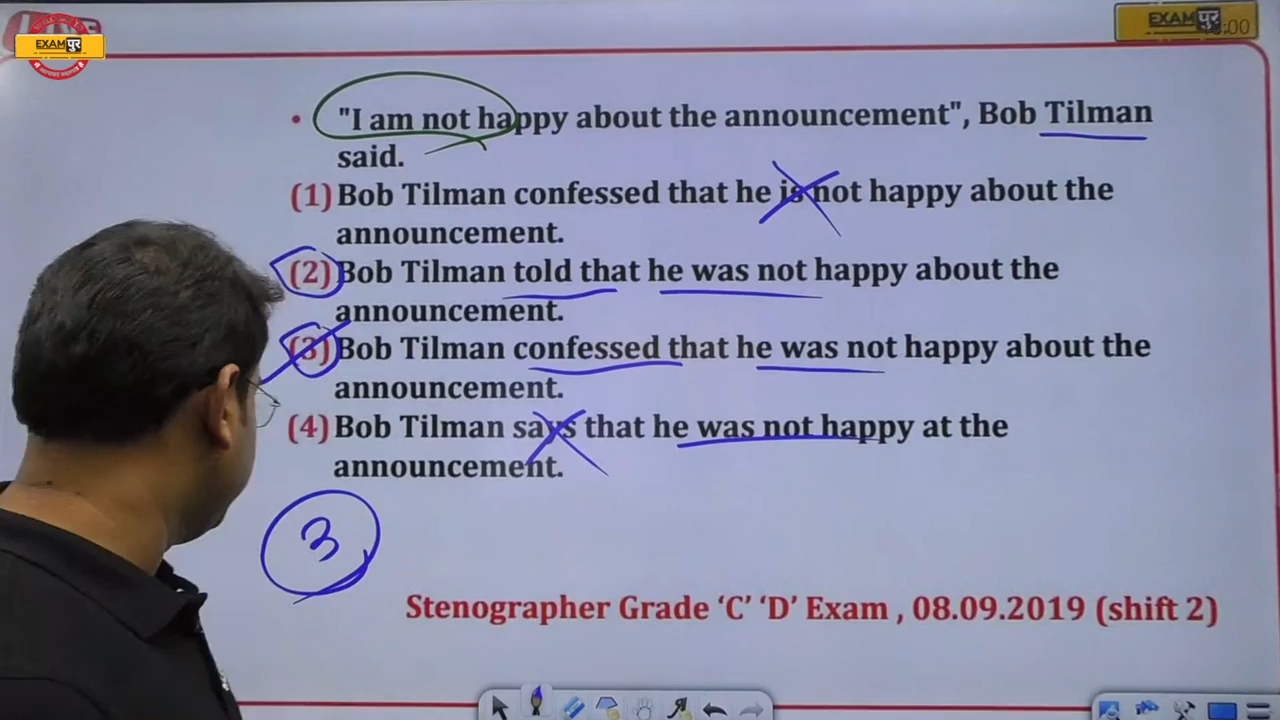 EXAMपुर
EXAMपुर
:00
"I am not happy about the announcement", Bob Tilman
said.
(1) Bob Tilman confessed that he is not happy about the
announcement.
(2) Bob Tilman told that he was not happy about the
announcement.
(3) Bob Tilman confessed that he was not happy about the
announcement.
(4) Bob Tilman says that he was not happy at the
announcement.
3
Stenographer Grade ‘C’ ‘D’ Exam , 08.09.2019 (shift 2)